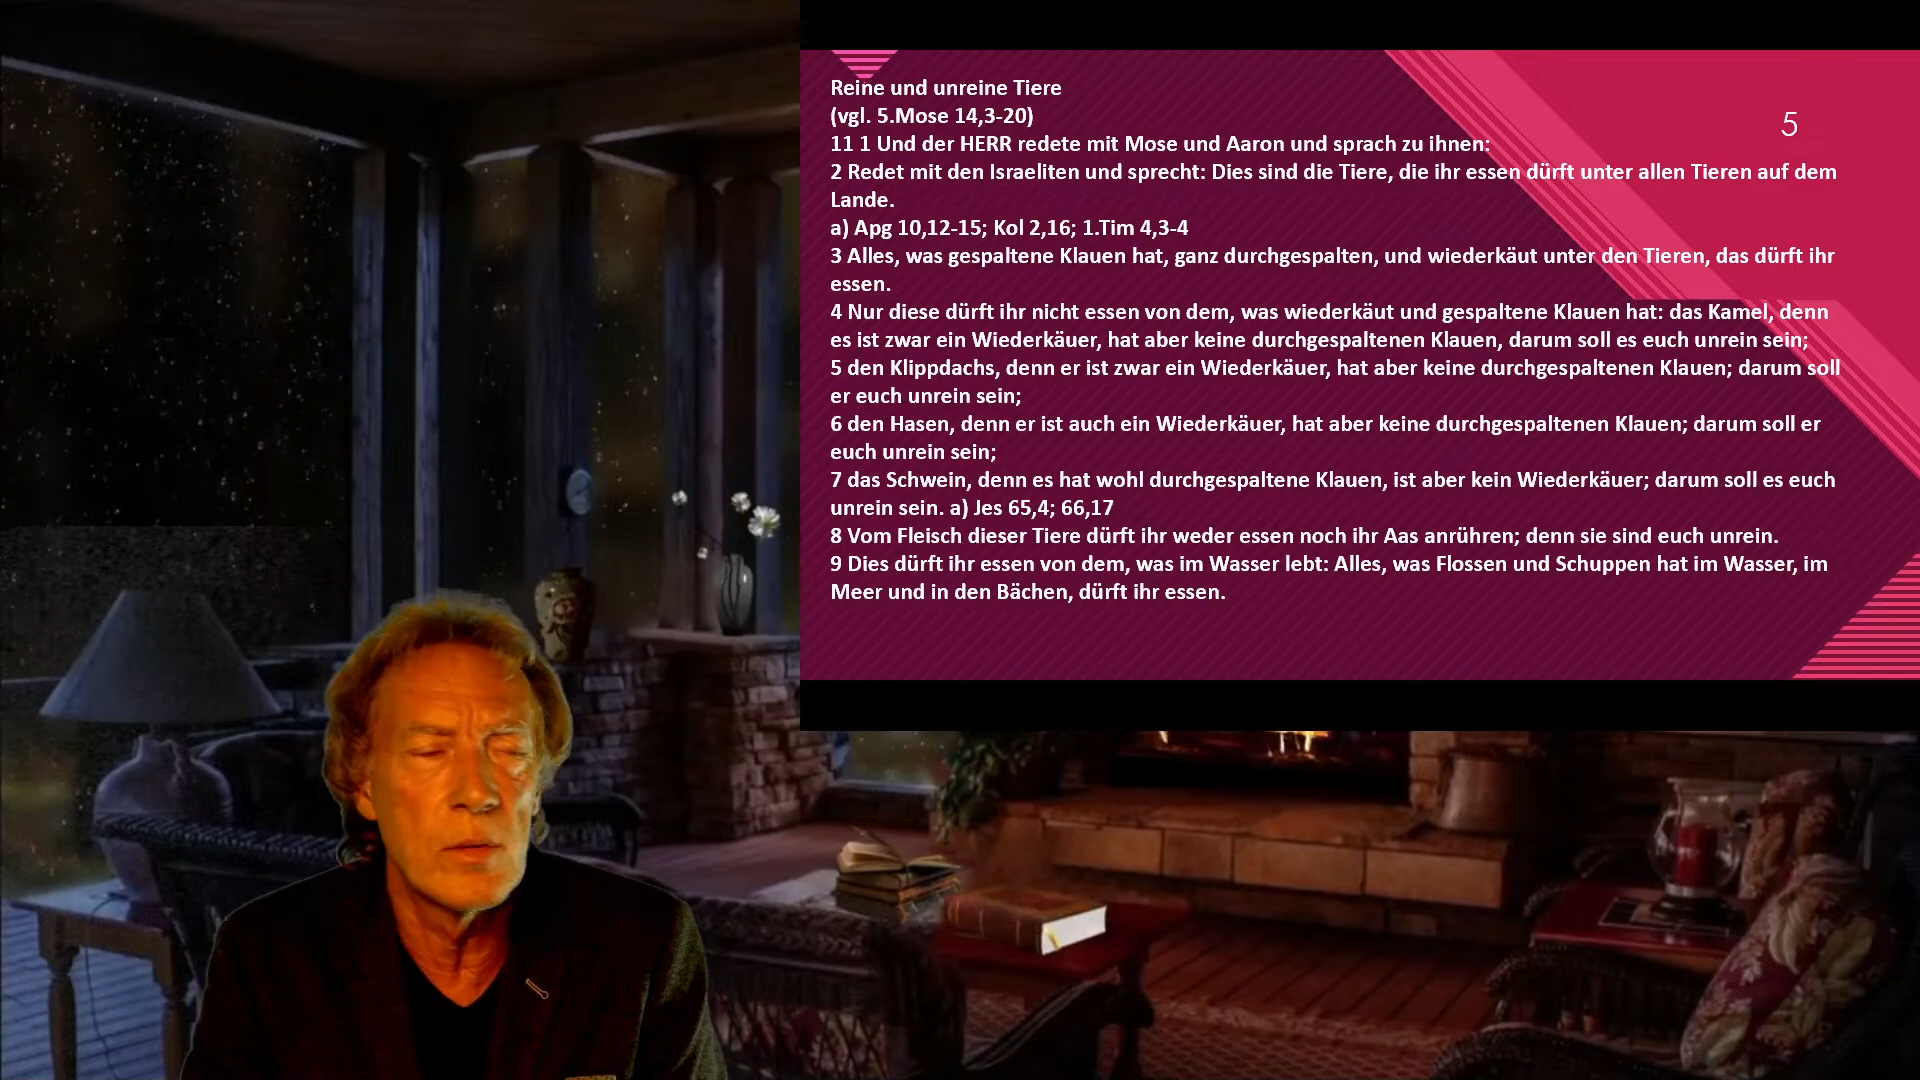 Reine und unreine Tiere
(vgl. 5.Mose 14,3-20)
11 1 Und der HERR redete mit Mose und Aaron und sprach zu ihnen:
2 Redet mit den Israeliten und sprecht: Dies sind die Tiere, die ihr essen dürft unter allen Tieren auf dem
Lande.
a) Apg 10,12-15; Kol 2,16; 1.Tim 4,3-4
3 Alles, was gespaltene Klauen hat, ganz durchgespalten, und wiederkäut unter den Tieren, das dürft ihr
essen.
4 Nur diese dürft ihr nicht essen von dem, was wiederkäut und gespaltene Klauen hat: das Kamel, denn
es ist zwar ein Wiederkäuer, hat aber keine durchgespaltenen Klauen, darum soll es euch unrein sein;
5 den Klippdachs, denn er ist zwar ein Wiederkäuer, hat aber keine durchgespaltenen Klauen; darum soll
er euch unrein sein;
6 den Hasen, denn er ist auch ein Wiederkäuer, hat aber keine durchgespaltenen Klauen; darum soll er
euch unrein sein;
7 das Schwein, denn es hat wohl durchgespaltene Klauen, ist aber kein Wiederkäuer; darum soll es euch
unrein sein. a) Jes 65,4; 66,17
8 Vom Fleisch dieser Tiere dürft ihr weder essen noch ihr Aas anrühren; denn sie sind euch unrein.
9 Dies dürft ihr essen von dem, was im Wasser lebt: Alles, was Flossen und Schuppen hat im Wasser, im
Meer und in den Bächen, dürft ihr essen.
5